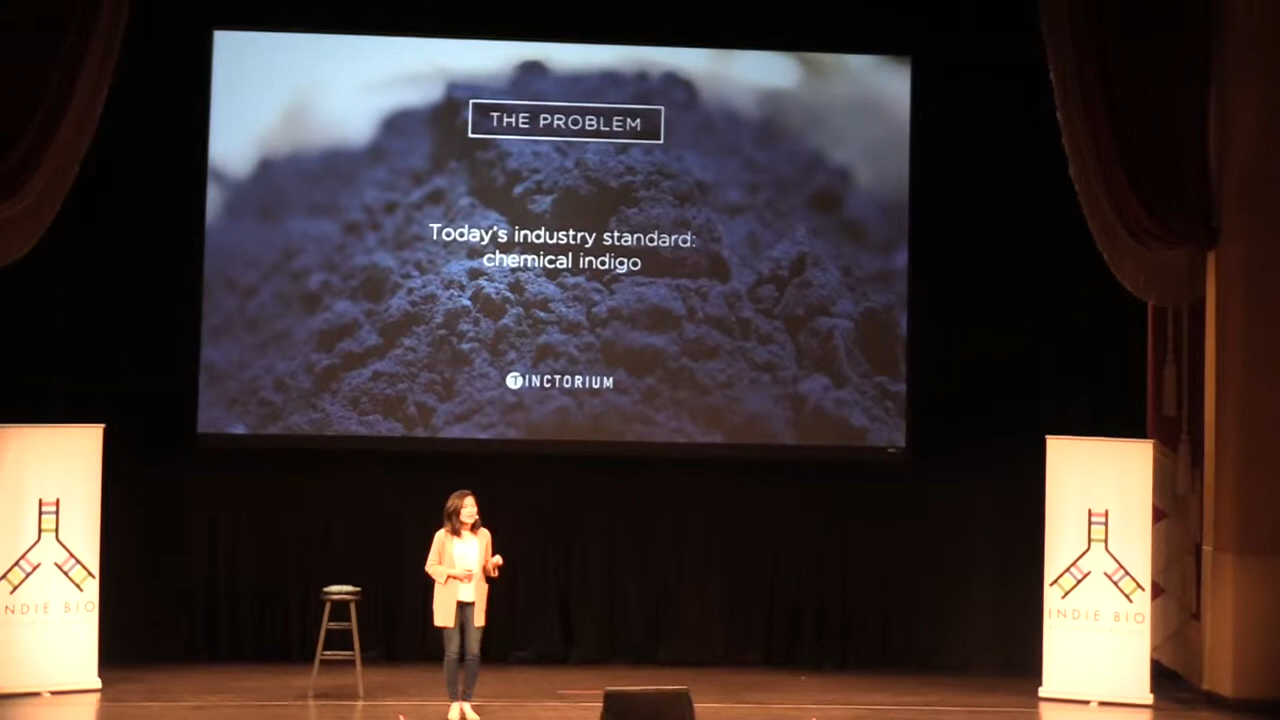 THE PROBLEM
Today's industry standard:
chemical indigo
TINCTORIUM
INDIE BIO
INDIE BIO